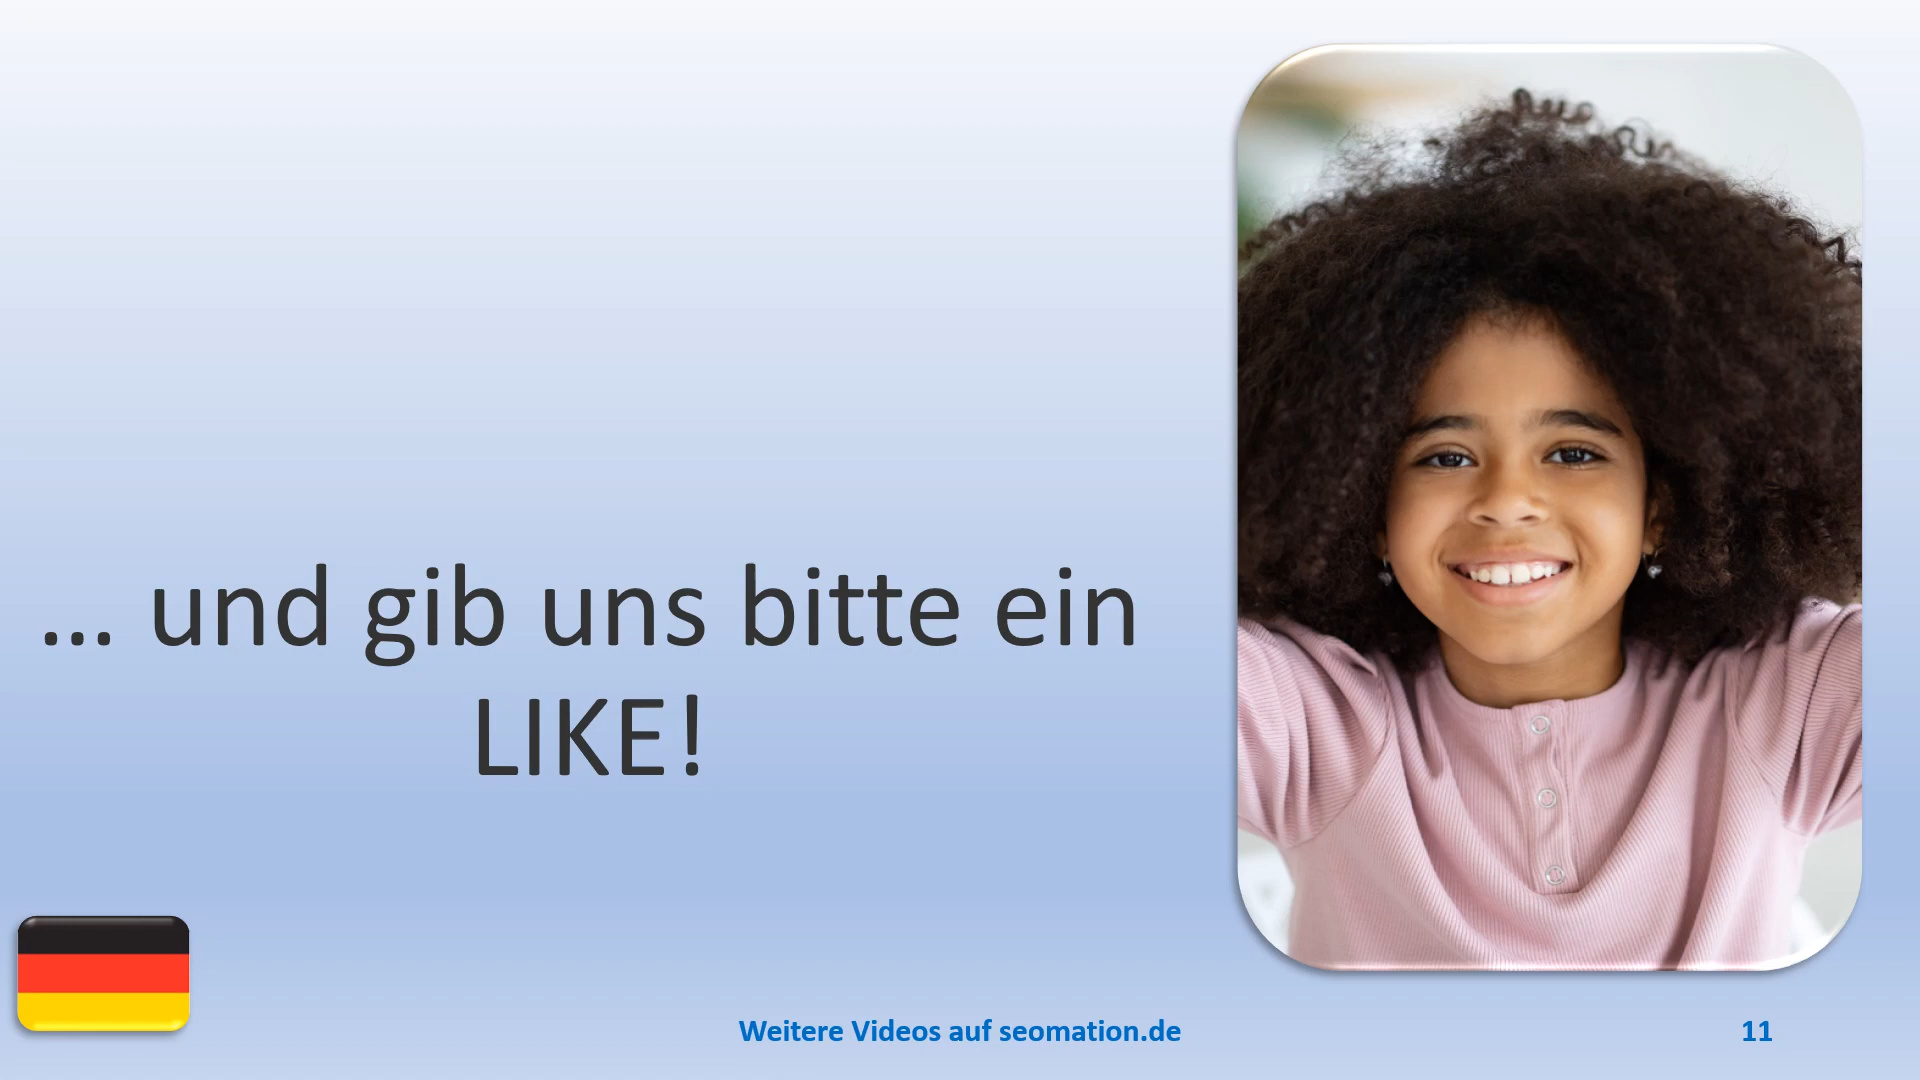 ... und gib uns bitte ein
LIKE!
Weitere Videos auf seomation.de
11